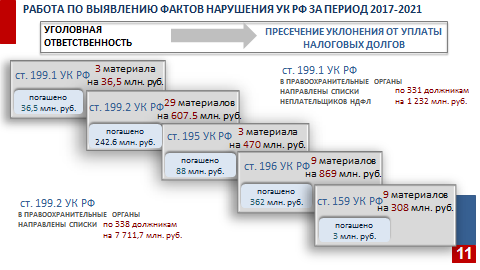 РАБОТА ПО ВЫЯВЛЕНИЮ ФАКТОВ НАРУШЕНИЯ УК РФ ЗА ПЕРИОД 2017-2021
УГОЛОВНАЯ
ОТВЕТСТВЕННОСТЬ
ПРЕСЕЧЕНИЕ УКЛОНЕНИЯ ОТ УПЛАТЫ
НАЛОГОВЫХ ДОЛГОВ
ст. 199.1 УК РФ
3 материала
на 36,5 млн. руб.
погашено
36,5 млн. руб.
ст. 199.1 УК РФ
В ПРАВООХРАНИТЕЛЬНЫЕ ОРГАНЫ
НАПРАВЛЕНЫ СПИСКИ
НЕПЛАТЕЛЬЩИКОВ НДФЛ
по 331 должникам
на 1 232 млн. руб.
ст. 199.2 УК РФ
29 материалов
на 607.5 млн. руб.
погашено
242.6 млн. руб.
ст. 195 УК РФ
3 материала
на 470 млн. руб.
погашено
88 млн. руб.
ст. 196 УК РФ
9 материалов
на 869 млн. руб.
погашено
362 млн. руб.
ст. 159 УК РФ
9 материалов
на 308 млн. руб.
погашено
3 млн. руб.
ст. 199.2 УК РФ
В ПРАВООХРАНИТЕЛЬНЫЕ ОРГАНЫ
НАПРАВЛЕНЫ СПИСКИ по 338 должникам
на 7 711,7 млн. руб.
11